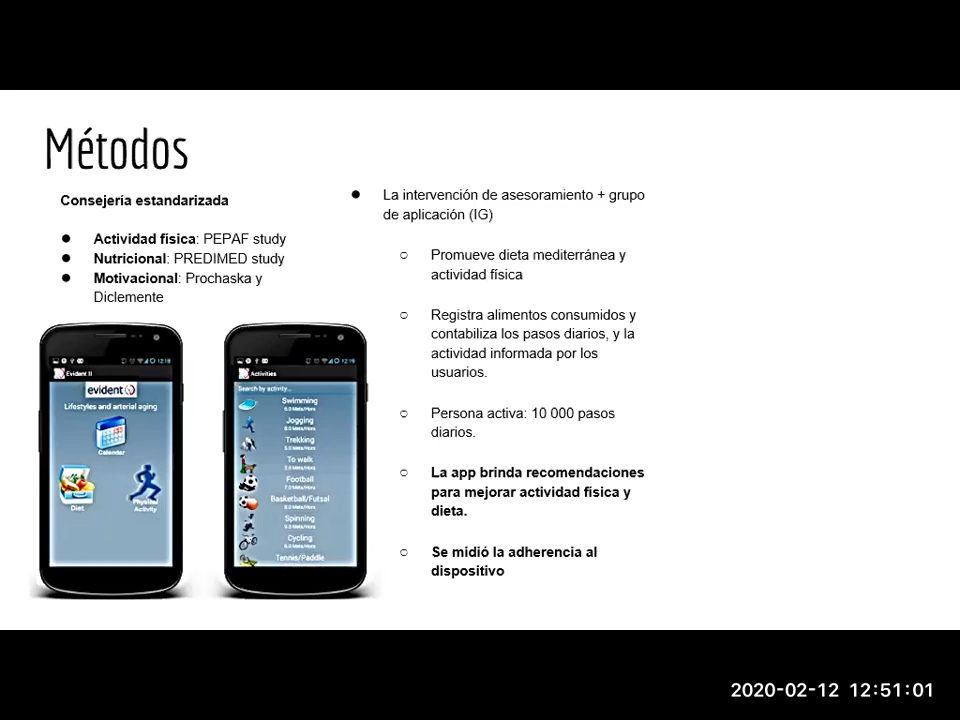 Métodos
Consejería estandarizada
● Actividad física: PEPAF study
● Nutricional: PREDIMED study
● Motivacional: Prochaska y
Diclemente
● La intervención de asesoramiento + grupo
de aplicación (IG)
○ Promueve dieta mediterránea y
actividad física
○ Registra alimentos consumidos y
contabiliza los pasos diarios, y la
actividad informada por los
usuarios.
○ Persona activa: 10 000 pasos
diarios.
○ La app brinda recomendaciones
para mejorar actividad física y
dieta.
○ Se midió la adherencia al
dispositivo
12:18
Evident II
evident
Lifestyles and arterial aging
Calendar
Diet
Physical
Activity
12:19
Activities
Search by activity...
Swimming
Jogging
Trekking
To walk
Football
Basketball/Futsal
Spinning
Cycling
Tennis/Paddle
2020-02-12 12:51:01